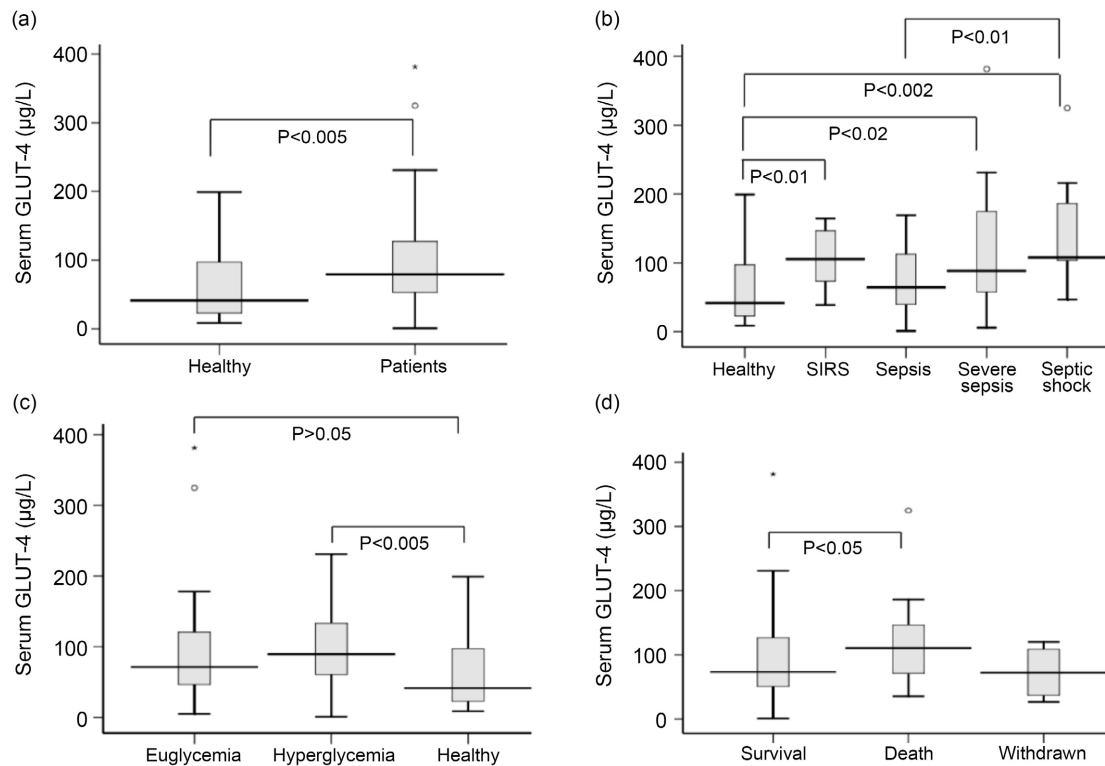 (a)
Serum GLUT-4 (µg/L)
400
300
200
100
0
*
P<0.005
Healthy
Patients
(b)
Serum GLUT-4 (µg/L)
400
300
200
100
0
P<0.01
P<0.002
P<0.02
P<0.01
Healthy
SIRS
Sepsis
Severe
sepsis
Septic
shock
(c)
Serum GLUT-4 (µg/L)
400
300
200
100
0
*
P>0.05
P<0.005
Euglycemia
Hyperglycemia
Healthy
(d)
Serum GLUT-4 (µg/L)
400
300
200
100
0
*
P<0.05
Survival
Death
Withdrawn